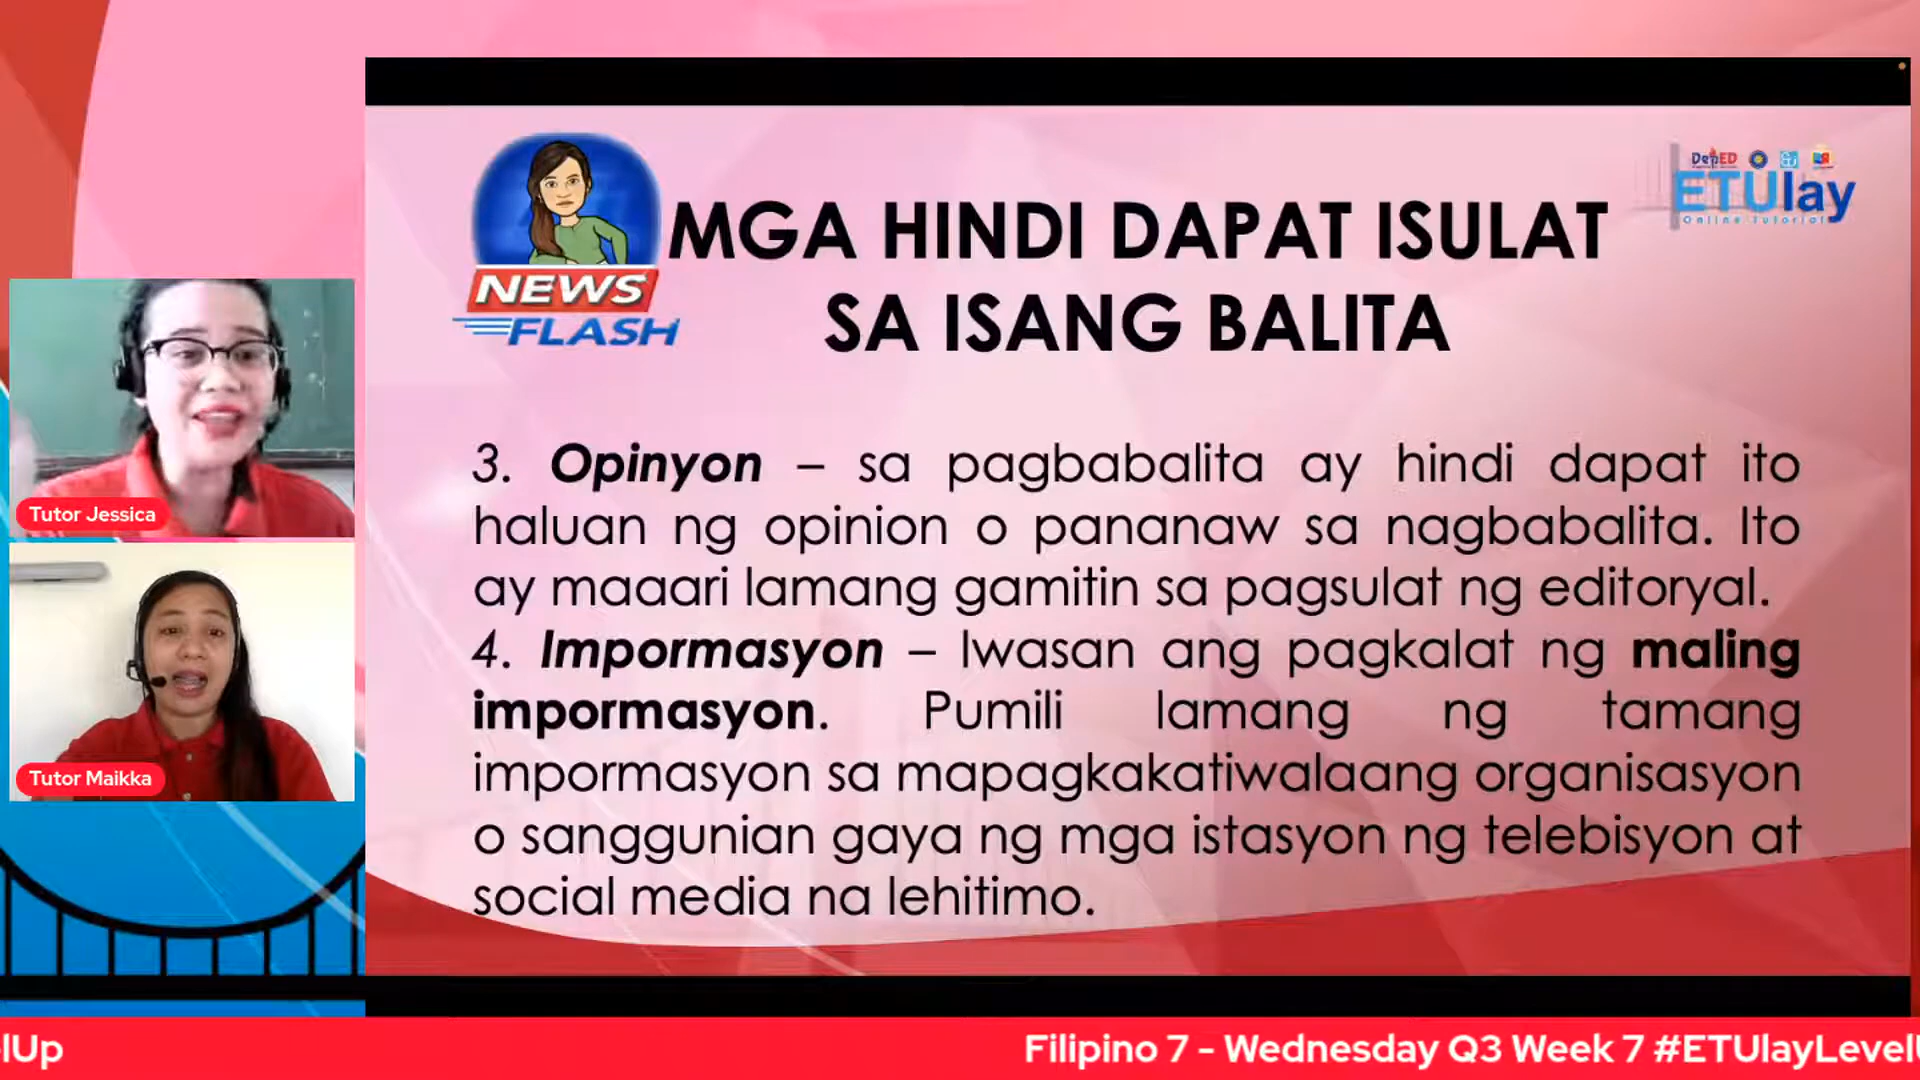 DepED
ETUlay
Online Tutorial
NEWS
FLASH
MGA HINDI DAPAT ISULAT
SA ISANG BALITA
3. Opinyon – sa pagbabalita ay hindi dapat ito
haluan ng opinion o pananaw sa nagbabalita. Ito
ay maaari lamang gamitin sa pagsulat ng editoryal.
4. Impormasyon – Iwasan ang pagkalat ng maling
impormasyon. Pumili lamang ng tamang
impormasyon sa mapagkakatiwalaang organisasyon
o sanggunian gaya ng mga istasyon ng telebisyon at
social media na lehitimo.
Tutor Jessica
Tutor Maikka
lUp
Filipino 7 - Wednesday Q3 Week 7 #ETUlayLevel